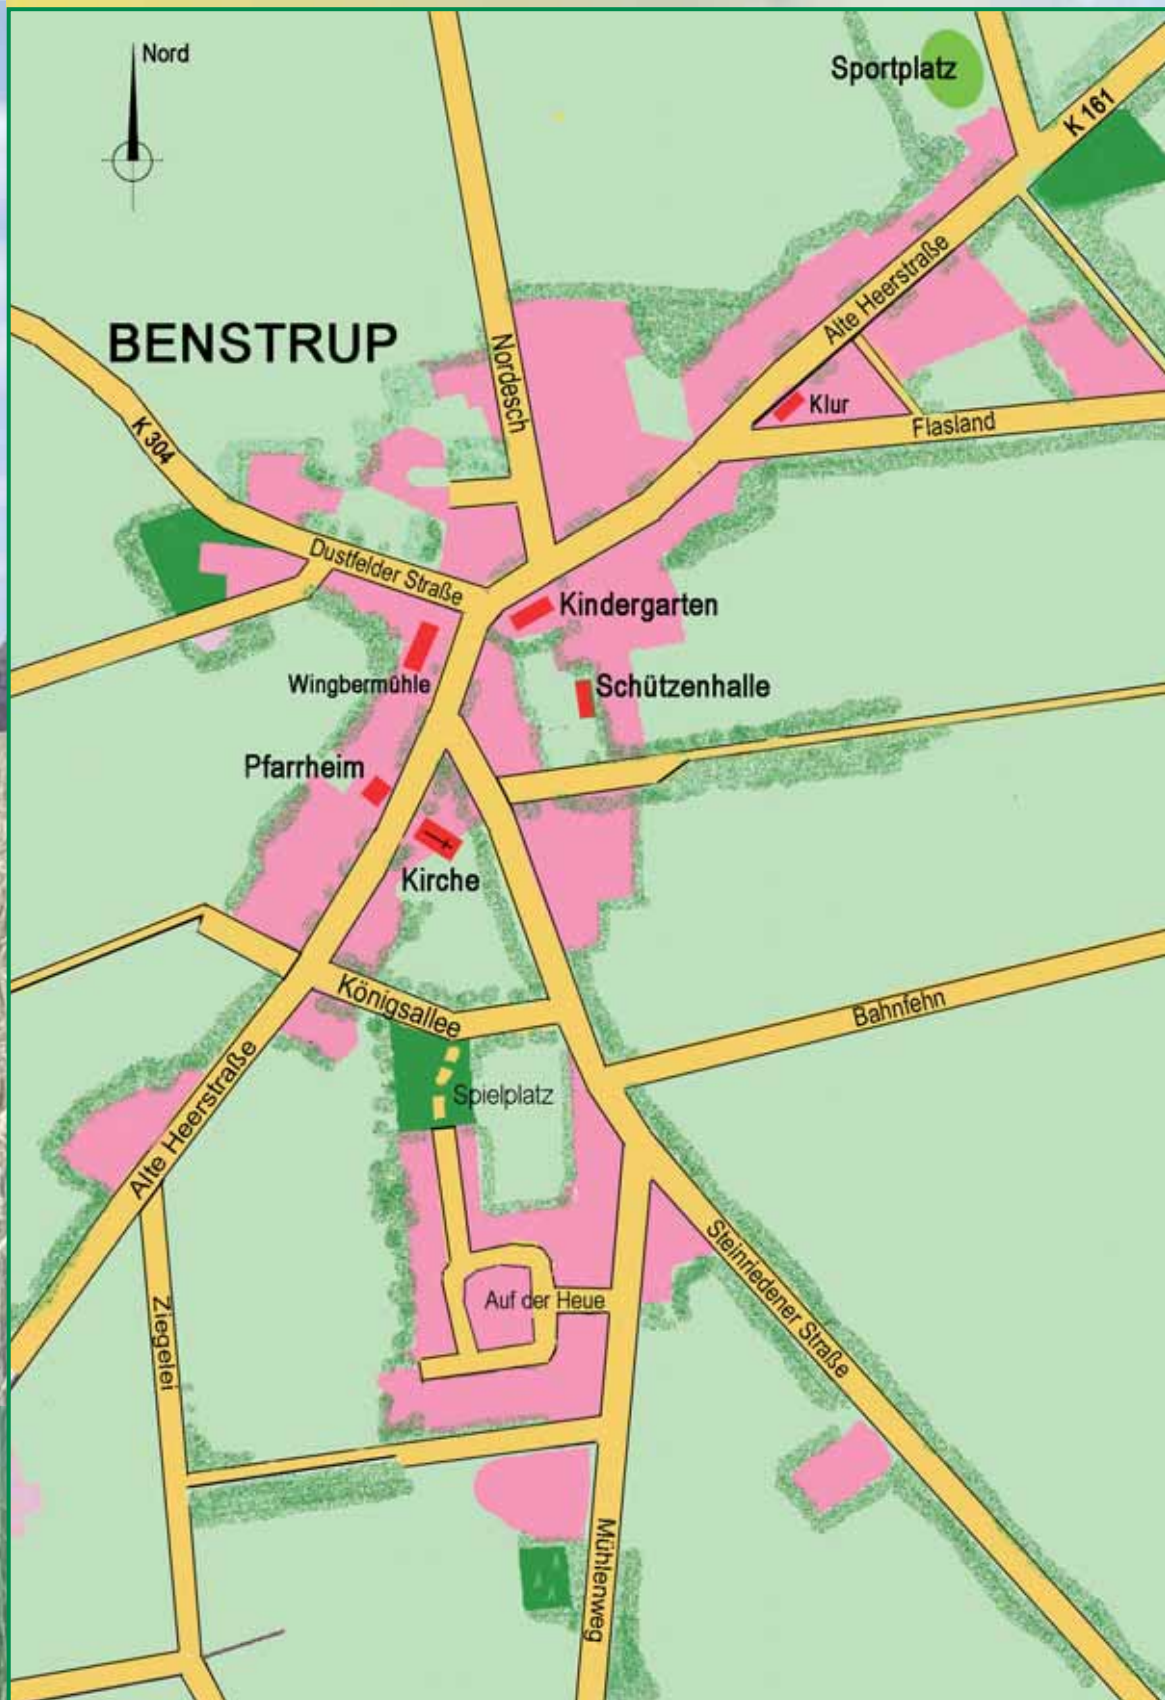 Nord
Sportplatz
K 161
BENSTRUP
Nordesch
Alte Heerstraße
Klur
Flasland
K 304
Dustfelder Straße
Kindergarten
Wingbermühle
Schützenhalle
Pfarrheim
Kirche
Königsallee
Bahnfehn
Spielplatz
Alte Heerstraße
Auf der Heue
Steinriedener Straße
Ziegelei
Mühlenweg